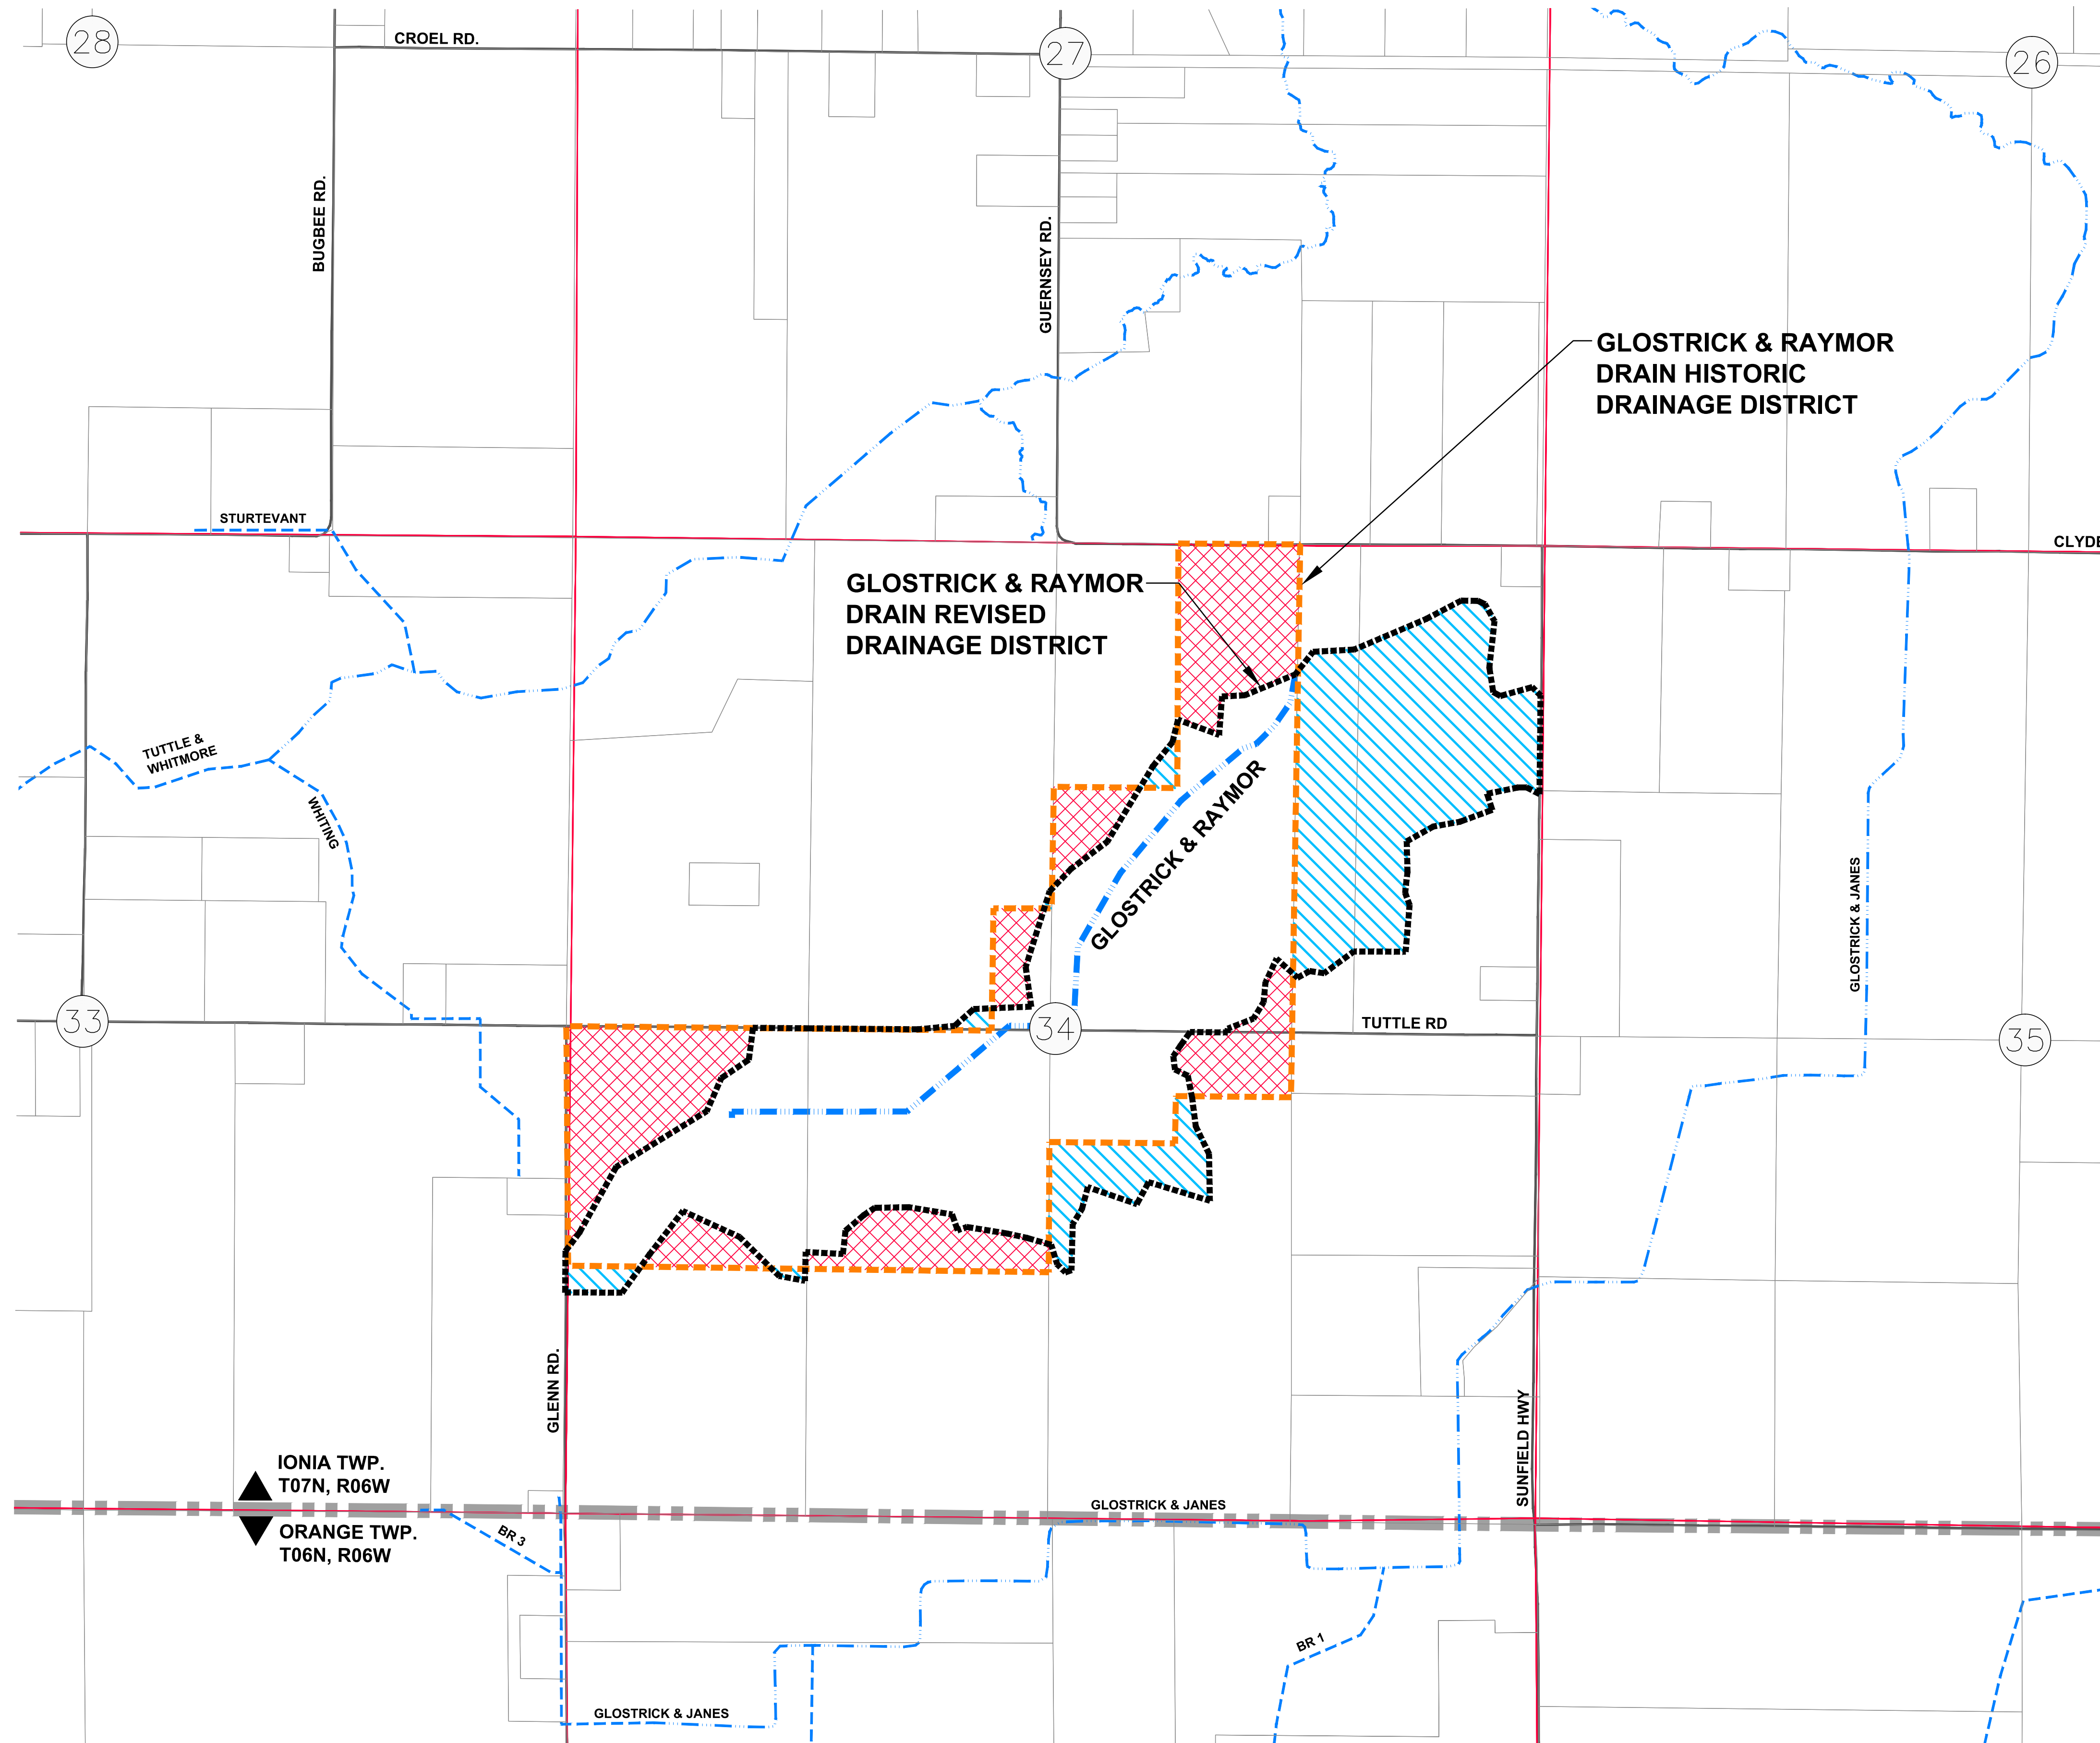 28
CROEL RD.
27
26
BUGBEE RD.
GUERNSEY RD.
GLOSTRICK & RAYMOR
DRAIN HISTORIC
DRAINAGE DISTRICT
STURTEVANT
CLYDE
GLOSTRICK & RAYMOR
DRAIN REVISED
DRAINAGE DISTRICT
TUTTLE &
WHITMORE
WHITING
GLOSTRICK & RAYMOR
GLOSTRICK & JANES
33
34
TUTTLE RD
35
GLENN RD.
SUNFIELD HWY
IONIA TWP.
T07N, R06W
GLOSTRICK & JANES
ORANGE TWP.
T06N, R06W
BR 3
BR 1
GLOSTRICK & JANES